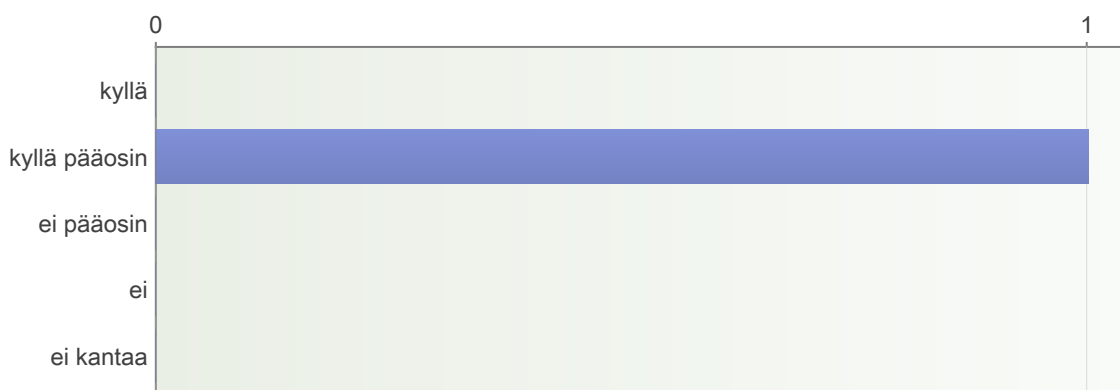 0 1
kyllä
kyllä pääosin
ei pääosin
ei
ei kantaa